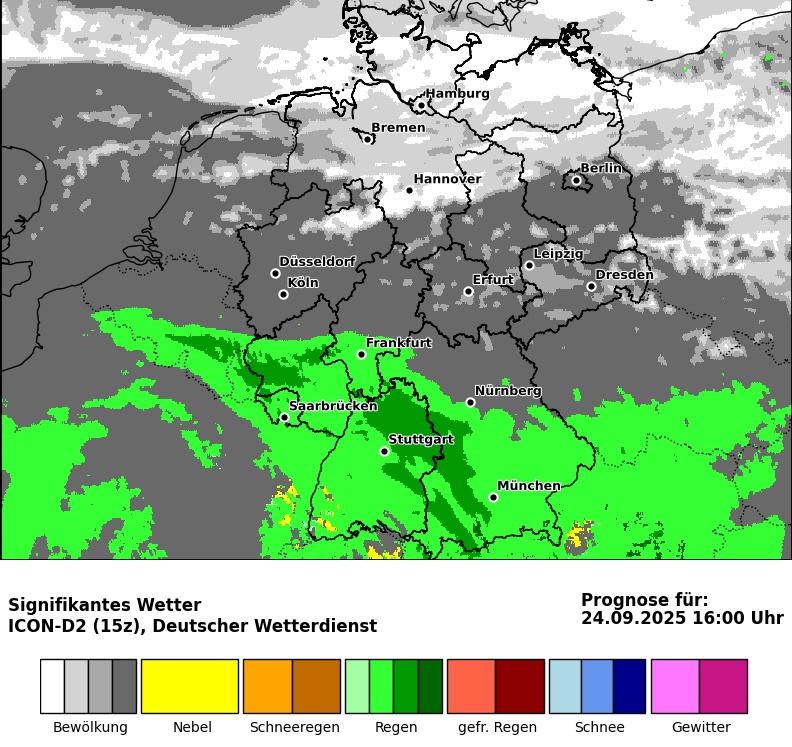 Hamburg
Bremen
Berlin
Hannover
Leipzig
Düsseldorf
Dresden
Köln
Erfurt
Frankfurt
Nürnberg
Saarbrücken
Stuttgart
München
Signifikantes Wetter
ICON-D2 (15z), Deutscher Wetterdienst
Prognose für:
24.09.2025 16:00 Uhr
Bewölkung
Nebel
Schneeregen
Regen
gefr. Regen
Schnee
Gewitter